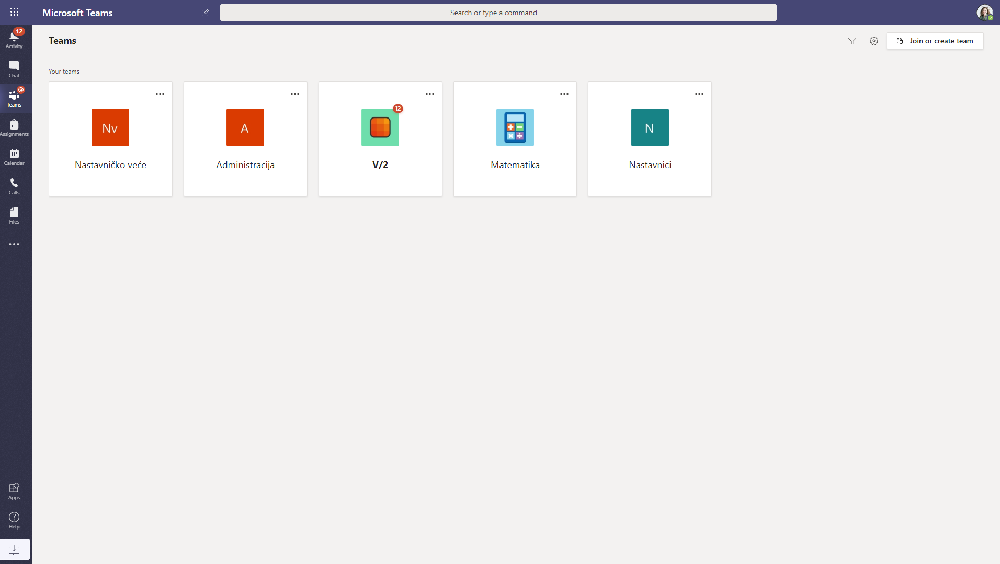 Microsoft Teams
Search or type a command
12
Activity
Chat
@
Teams
Assignments
Calendar
Calls
Files
Apps
Help
Teams
Join or create team
Your teams
Nv
Nastavničko veće
A
Administracija
12
V/2
Matematika
N
Nastavnici